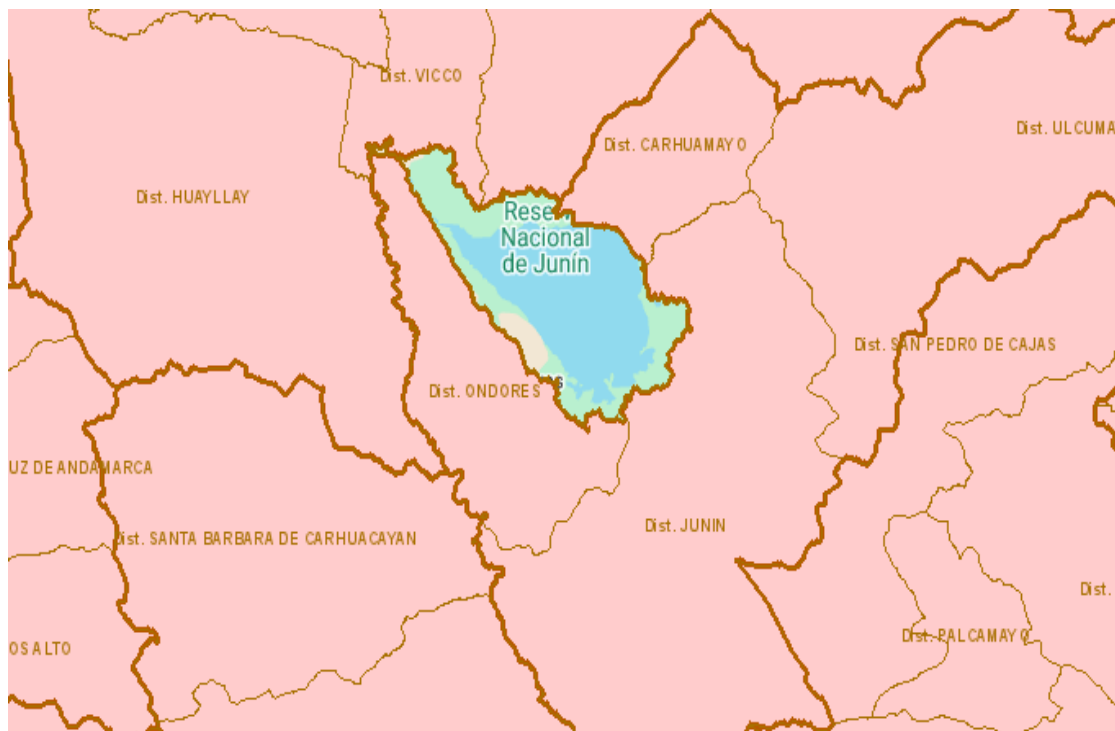 Dist. VICCO
Dist. ULCUMA
Dist. CARHUAMAYO
Dist. HUAYLLAY
Nacional
de Junín
Dist. SAN PEDRO DE CAJAS
Dist. ONDORES
UZ DE ANDAMARCA
Dist. JUNIN
Dist. SANTA BARBARA DE CARHUACAYAN
Dist.
Dist. PALCAMAYO
OS ALTO